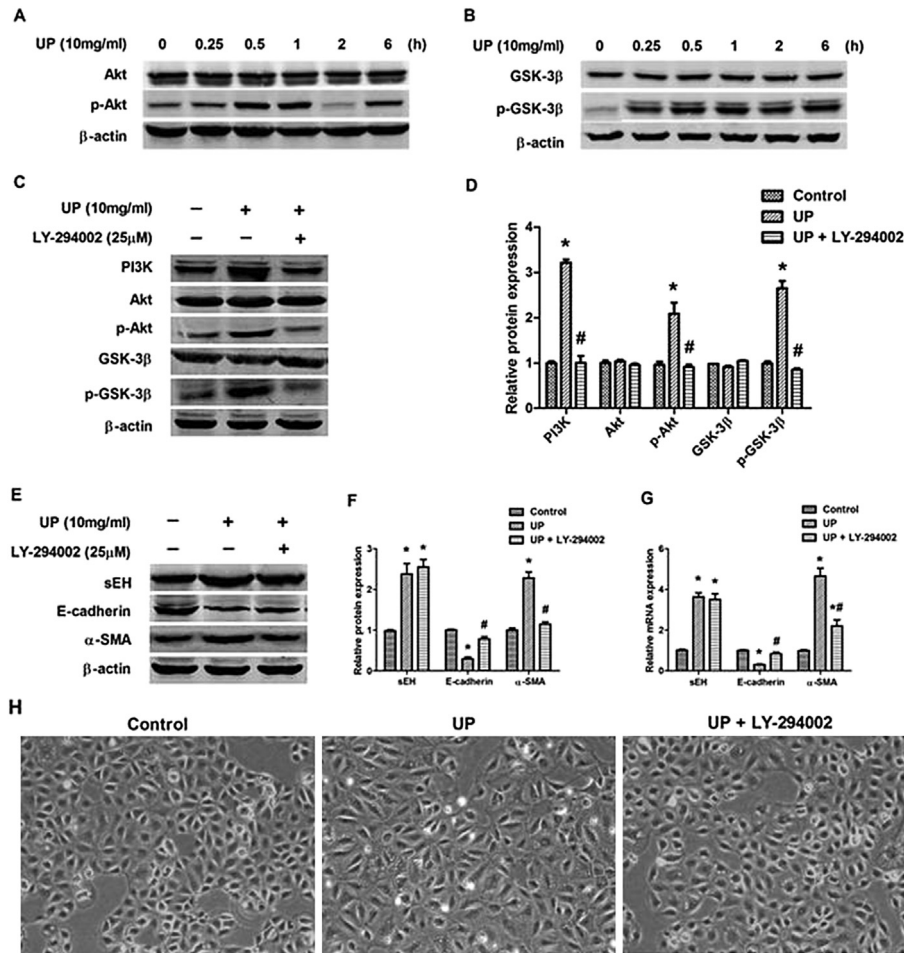 A
UP (10mg/ml) 0 0.25 0.5 1 2 6 (h)
Akt
p-Akt
β-actin
B
UP (10mg/ml) 0 0.25 0.5 1 2 6 (h)
GSK-3β
p-GSK-3β
β-actin
C
UP (10mg/ml) − + +
LY-294002 (25μM) − − +
PI3K
Akt
p-Akt
GSK-3β
p-GSK-3β
β-actin
D
Control
UP
UP + LY-294002
Relative protein expression
4
3
2
1
0
* # * # * #
PI3K Akt p-Akt GSK-3β p-GSK-3β
E
UP (10mg/ml) − + +
LY-294002 (25μM) − − +
sEH
E-cadherin
α-SMA
β-actin
F
Control
UP
UP + LY-294002
Relative protein expression
3
2
1
0
* * * # * #
sEH E-cadherin α-SMA
G
Control
UP
UP + LY-294002
Relative mRNA expression
6
4
2
0
* * * # * *#
sEH E-cadherin α-SMA
H
Control UP UP + LY-294002